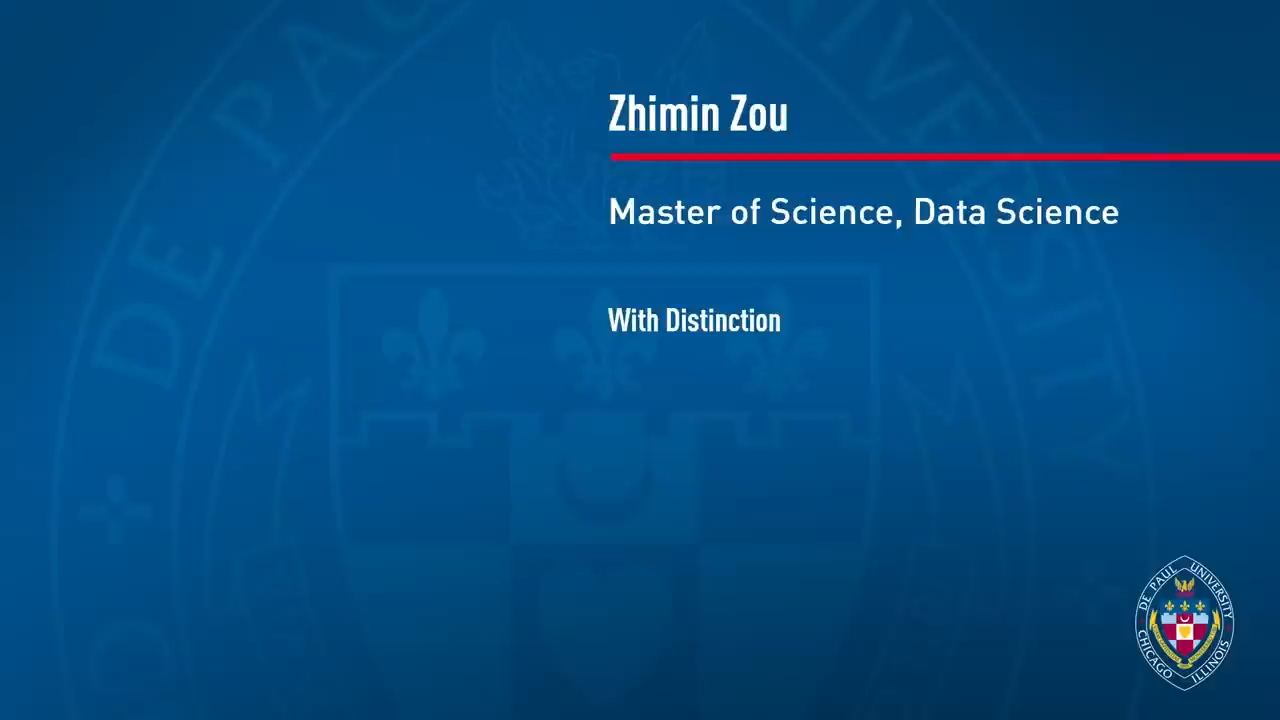 Zhimin Zou
Master of Science, Data Science
With Distinction
DE PAUL UNIVERSITY
CHICAGO ILLINOIS